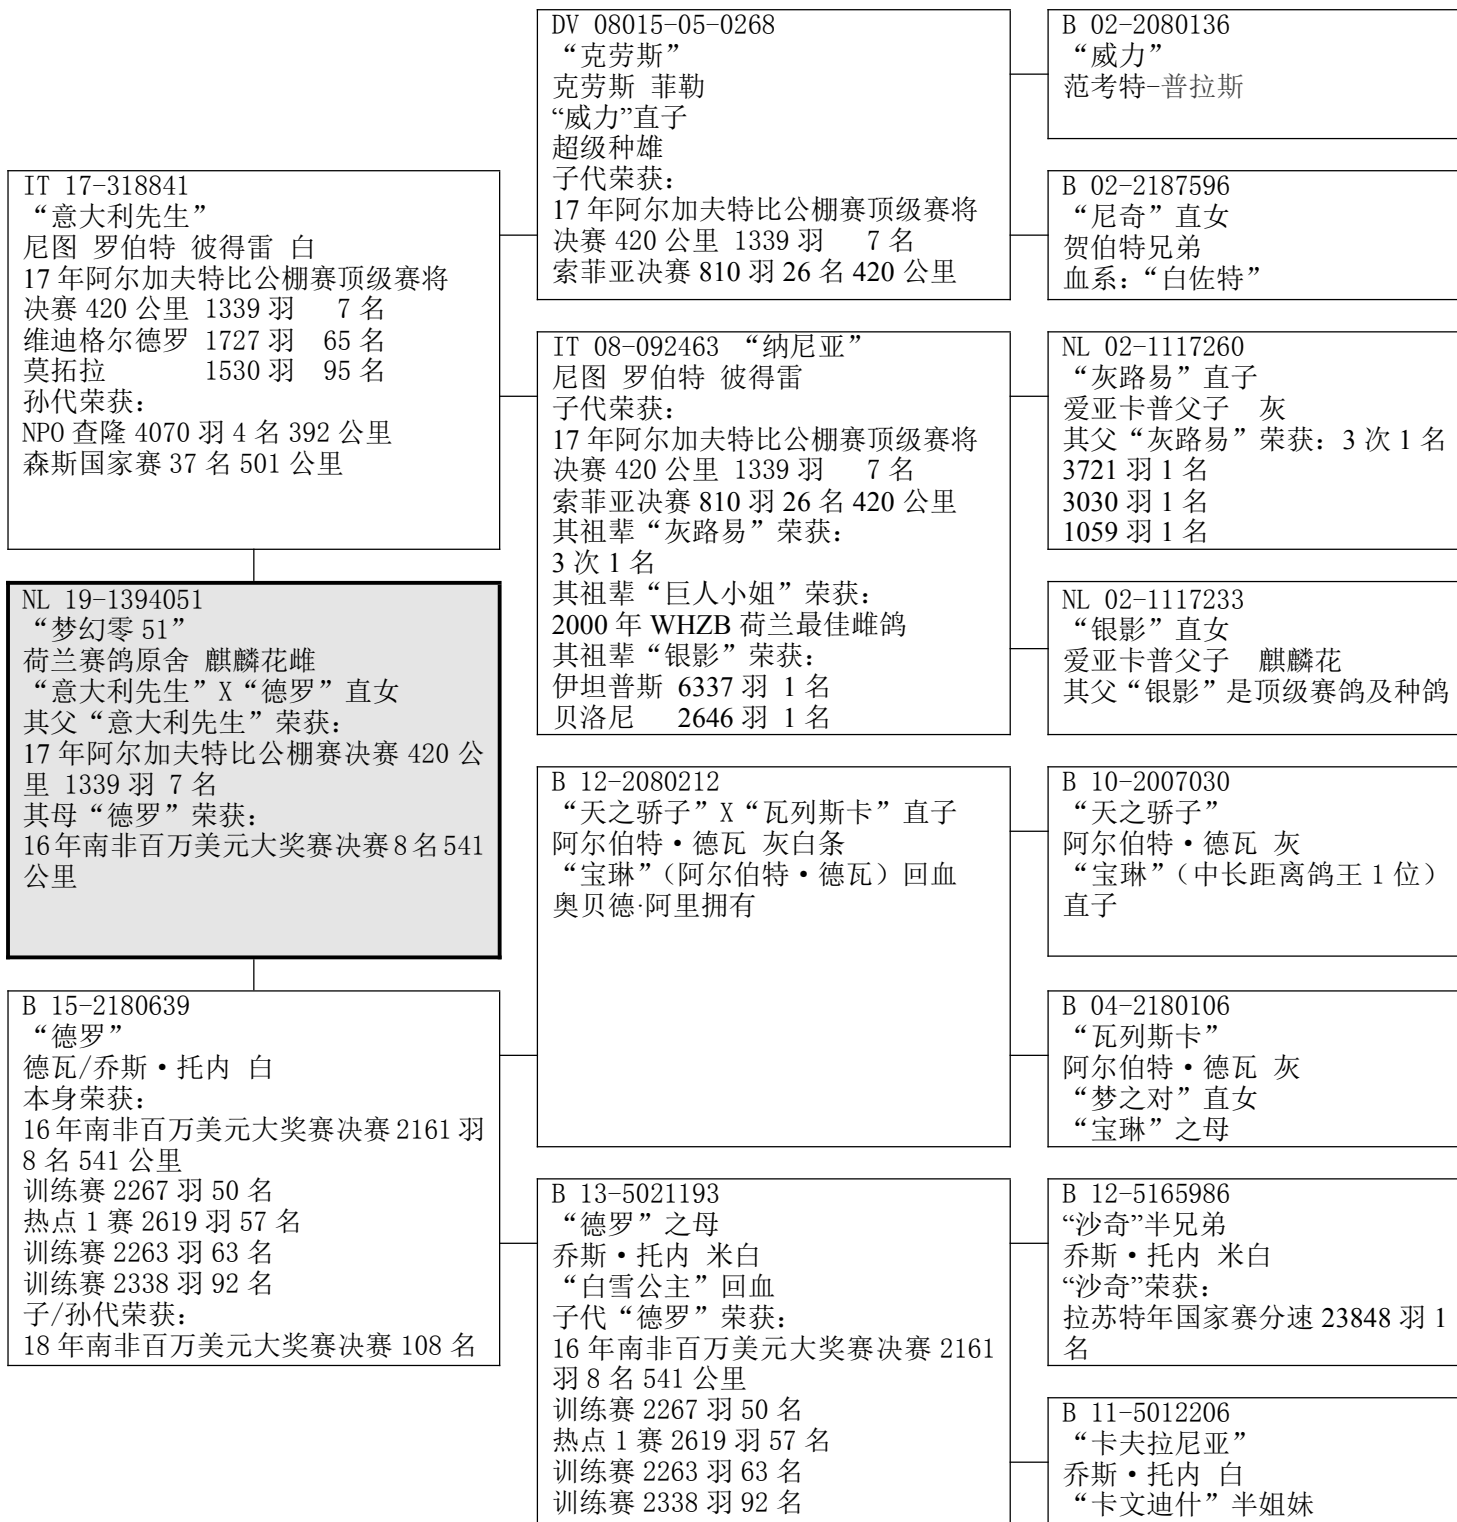 IT 17-318841
“意大利先生”
尼图 罗伯特 彼得雷 白
17 年阿尔加夫特比公棚赛顶级赛将
决赛 420 公里 1339 羽 7 名
维迪格尔德罗 1727 羽 65 名
莫拓拉 1530 羽 95 名
孙代荣获：
NPO 查隆 4070 羽 4 名 392 公里
森斯国家赛 37 名 501 公里
NL 19-1394051
“梦幻零 51”
荷兰赛鸽原舍 麒麟花雌
“意大利先生”X“德罗”直女
其父“意大利先生”荣获：
17 年阿尔加夫特比公棚赛决赛 420 公
里 1339 羽 7 名
其母“德罗”荣获：
16 年南非百万美元大奖赛决赛 8 名 541
公里
B 15-2180639
“德罗”
德瓦/乔斯•托内 白
本身荣获：
16 年南非百万美元大奖赛决赛 2161 羽
8 名 541 公里
训练赛 2267 羽 50 名
热点 1 赛 2619 羽 57 名
训练赛 2263 羽 63 名
训练赛 2338 羽 92 名
子/孙代荣获：
18 年南非百万美元大奖赛决赛 108 名
DV 08015-05-0268
“克劳斯”
克劳斯 菲勒
“威力”直子
超级种雄
子代荣获：
17 年阿尔加夫特比公棚赛顶级赛将
决赛 420 公里 1339 羽 7 名
索菲亚决赛 810 羽 26 名 420 公里
IT 08-092463 “纳尼亚”
尼图 罗伯特 彼得雷
子代荣获：
17 年阿尔加夫特比公棚赛顶级赛将
决赛 420 公里 1339 羽 7 名
索菲亚决赛 810 羽 26 名 420 公里
其祖辈“灰路易”荣获：
3 次 1 名
其祖辈“巨人小姐”荣获：
2000 年 WHZB 荷兰最佳雌鸽
其祖辈“银影”荣获：
伊坦普斯 6337 羽 1 名
贝洛尼 2646 羽 1 名
B 12-2080212
“天之骄子”X“瓦列斯卡”直子
阿尔伯特•德瓦 灰白条
“宝琳”（阿尔伯特•德瓦）回血
奥贝德·阿里拥有
B 13-5021193
“德罗”之母
乔斯•托内 米白
“白雪公主”回血
子代“德罗”荣获：
16 年南非百万美元大奖赛决赛 2161
羽 8 名 541 公里
训练赛 2267 羽 50 名
热点 1 赛 2619 羽 57 名
训练赛 2263 羽 63 名
训练赛 2338 羽 92 名
B 02-2080136
“威力”
范考特-普拉斯
B 02-2187596
“尼奇”直女
贺伯特兄弟
血系：“白佐特”
NL 02-1117260
“灰路易”直子
爱亚卡普父子 灰
其父“灰路易”荣获：3 次 1 名
3721 羽 1 名
3030 羽 1 名
1059 羽 1 名
NL 02-1117233
“银影”直女
爱亚卡普父子 麒麟花
其父“银影”是顶级赛鸽及种鸽
B 10-2007030
“天之骄子”
阿尔伯特•德瓦 灰
“宝琳”（中长距离鸽王 1 位）
直子
B 04-2180106
“瓦列斯卡”
阿尔伯特•德瓦 灰
“梦之对”直女
“宝琳”之母
B 12-5165986
“沙奇”半兄弟
乔斯•托内 米白
“沙奇”荣获：
拉苏特年国家赛分速 23848 羽 1
名
B 11-5012206
“卡夫拉尼亚”
乔斯•托内 白
“卡文迪什”半姐妹